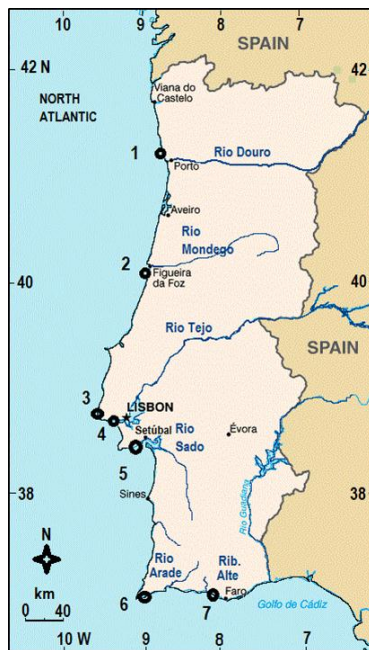 10
9
8
7
SPAIN
42 N
42
Viana do
Castelo
NORTH
ATLANTIC
1
Rio Douro
Porto
Aveiro
Rio
Mondego
2
Figueira
da Foz
40
40
Rio Tejo
SPAIN
3
LISBON
4
Setúbal
Rio
Sado
Évora
5
38
38
Sines
Rio Guadiana
N
Rio
Arade
Rib.
Alte
km
0
40
6
7
Faro
Golfo de Cádiz
10 W
9
8
7